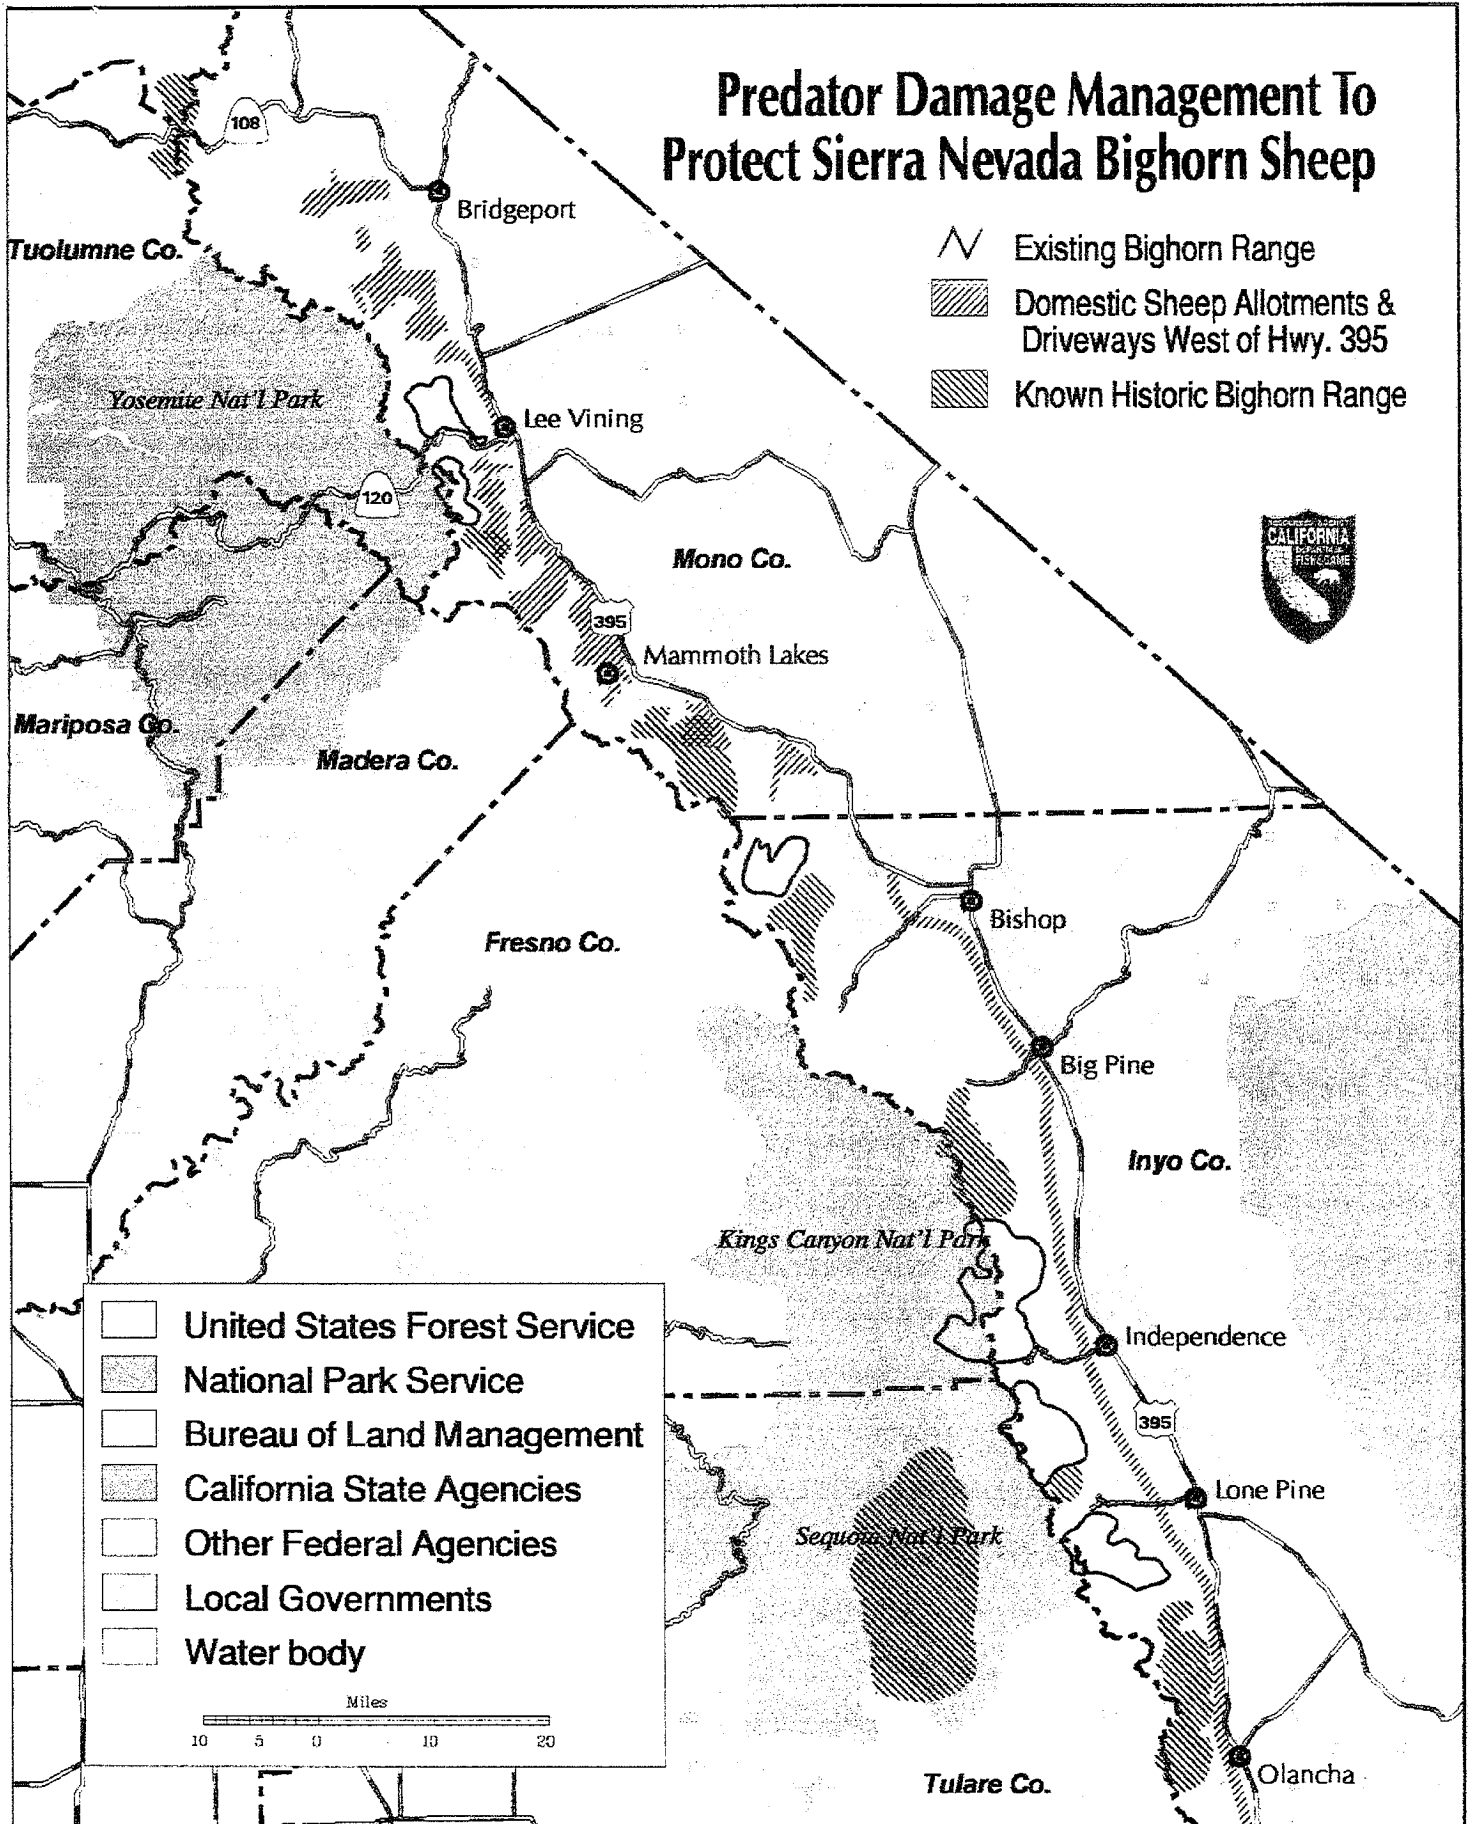 Predator Damage Management To
Protect Sierra Nevada Bighorn Sheep
Existing Bighorn Range
Domestic Sheep Allotments &
Driveways West of Hwy. 395
Known Historic Bighorn Range
108
Bridgeport
Tuolumne Co.
Yosemite Nat'l Park
Lee Vining
120
CALIFORNIA
FISH & GAME
Mono Co.
395
Mammoth Lakes
Mariposa Co.
Madera Co.
Bishop
Fresno Co.
Big Pine
Inyo Co.
Kings Canyon Nat'l Park
Independence
395
Lone Pine
Sequoia Nat'l Park
Olancha
Tulare Co.
United States Forest Service
National Park Service
Bureau of Land Management
California State Agencies
Other Federal Agencies
Local Governments
Water body
Miles
10 5 0 10 20